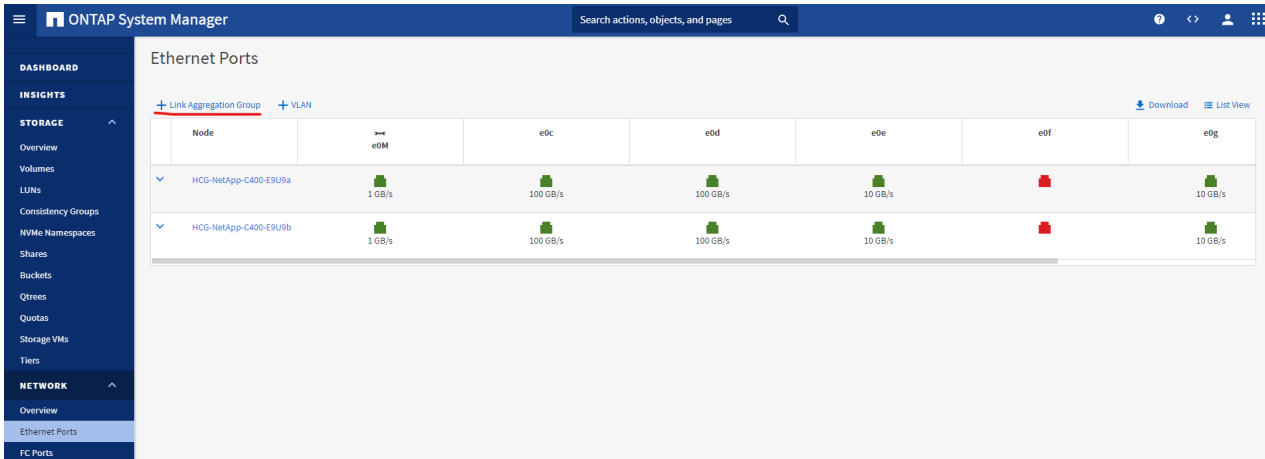 ONTAP System Manager
Search actions, objects, and pages
DASHBOARD
INSIGHTS
STORAGE
Overview
Volumes
LUNs
Consistency Groups
NVMe Namespaces
Shares
Buckets
Qtrees
Quotas
Storage VMs
Tiers
NETWORK
Overview
Ethernet Ports
FC Ports
Ethernet Ports
+ Link Aggregation Group + VLAN
Download List View
Node e0M e0c e0d e0e e0f e0g
HCG-NetApp-C400-E9U9a
1 GB/s 100 GB/s 100 GB/s 10 GB/s 10 GB/s
HCG-NetApp-C400-E9U9b
1 GB/s 100 GB/s 100 GB/s 10 GB/s 10 GB/s